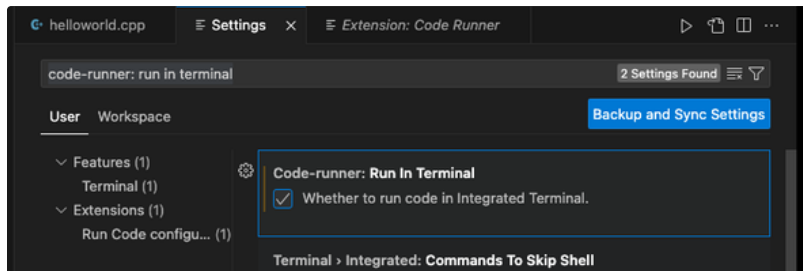 helloworld.cpp Settings Extension: Code Runner
code-runner: run in terminal 2 Settings Found
User Workspace Backup and Sync Settings
Features (1)
Terminal (1)
Extensions (1)
Run Code configu... (1)
Code-runner: Run In Terminal
Whether to run code in Integrated Terminal.
Terminal › Integrated: Commands To Skip Shell